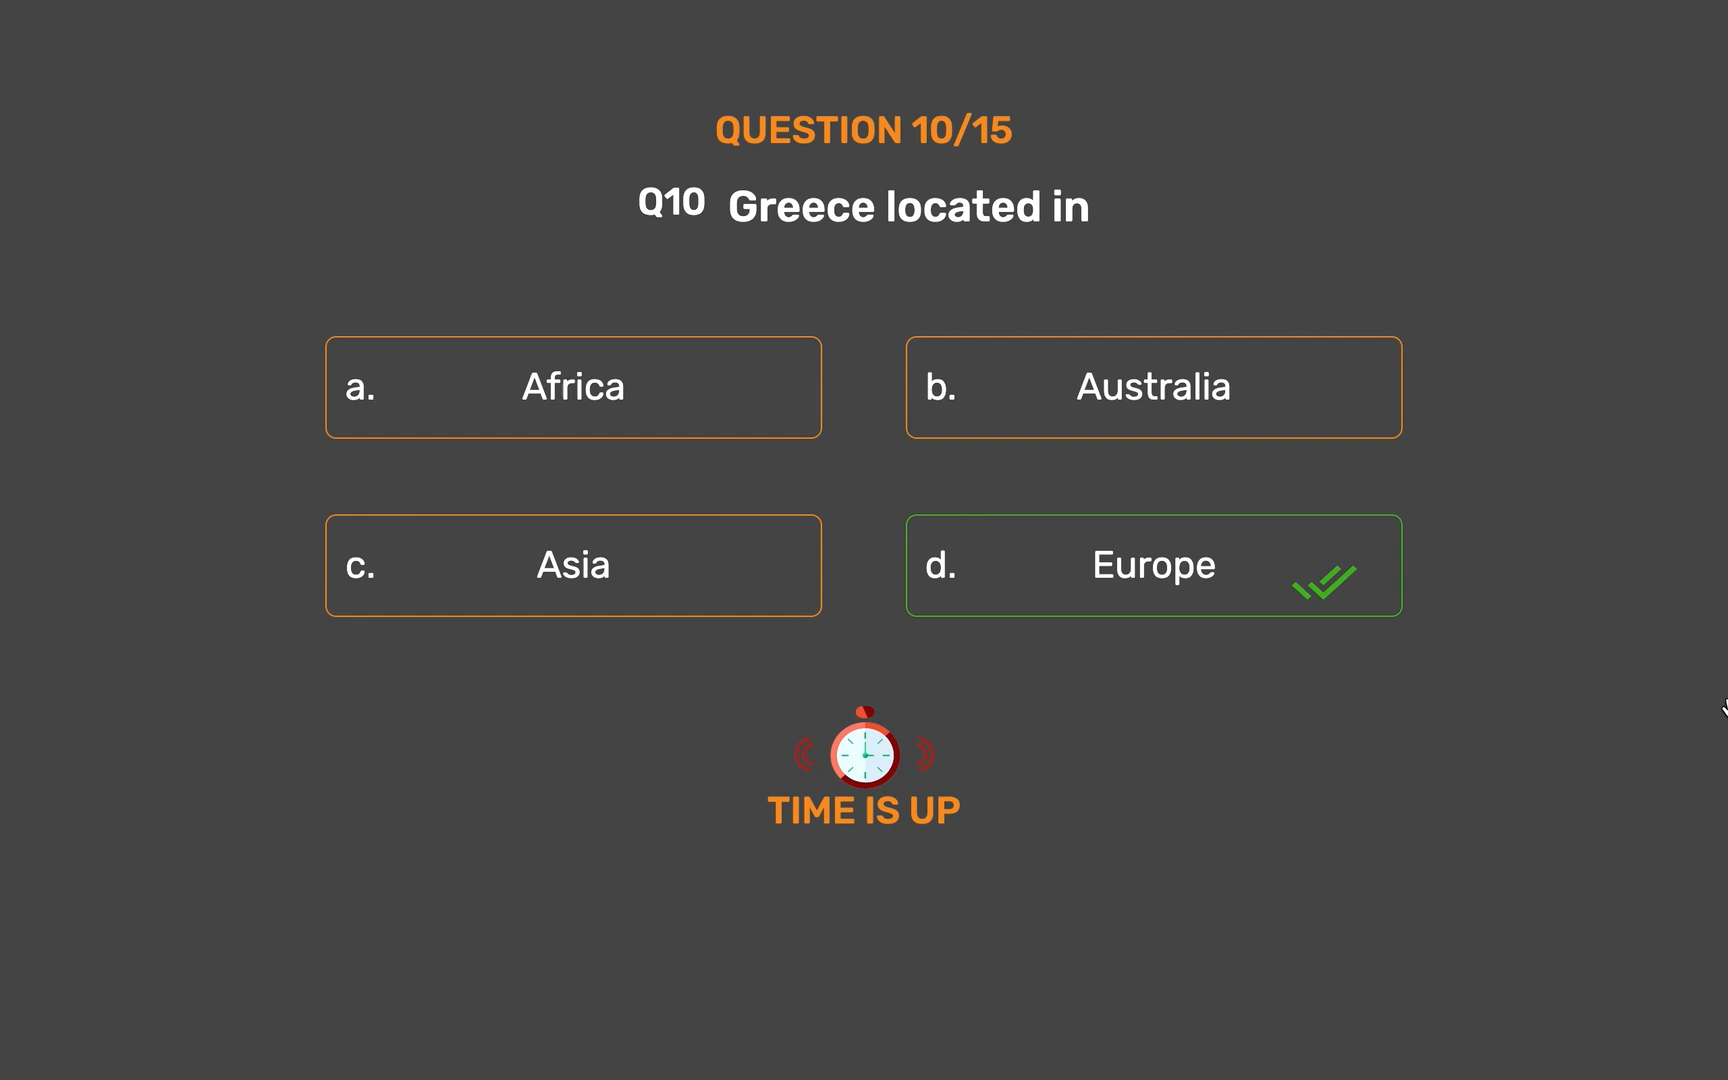 QUESTION 10/15
Q10 Greece located in
a. Africa
b. Australia
c. Asia
d. Europe
TIME IS UP